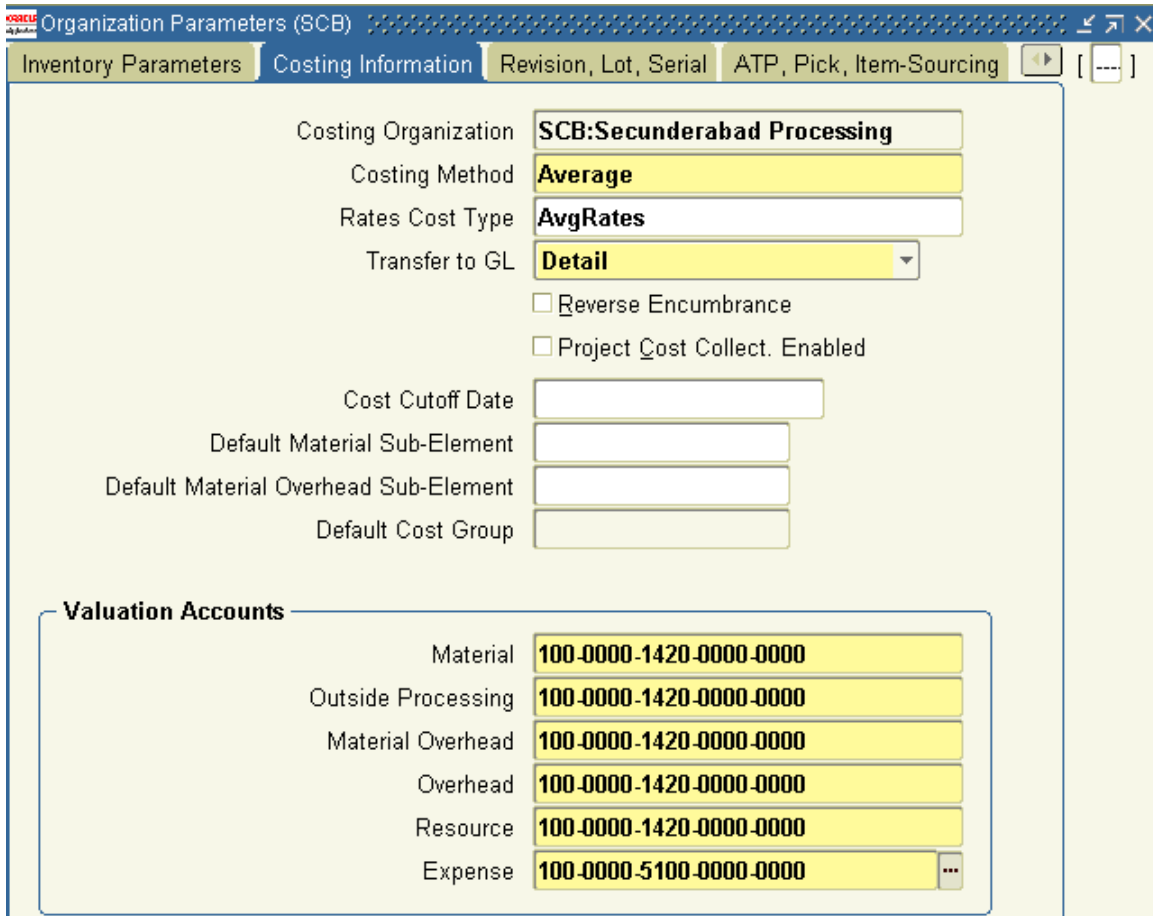 ORACLE
Organization Parameters (SCB)
Inventory Parameters Costing Information Revision, Lot, Serial ATP, Pick, Item-Sourcing [ ---- ]
Costing Organization SCB:Secunderabad Processing
Costing Method Average
Rates Cost Type AvgRates
Transfer to GL Detail
Reverse Encumbrance
Project Cost Collect. Enabled
Cost Cutoff Date
Default Material Sub-Element
Default Material Overhead Sub-Element
Default Cost Group
Valuation Accounts
Material 100-0000-1420-0000-0000
Outside Processing 100-0000-1420-0000-0000
Material Overhead 100-0000-1420-0000-0000
Overhead 100-0000-1420-0000-0000
Resource 100-0000-1420-0000-0000
Expense 100-0000-5100-0000-0000 ...